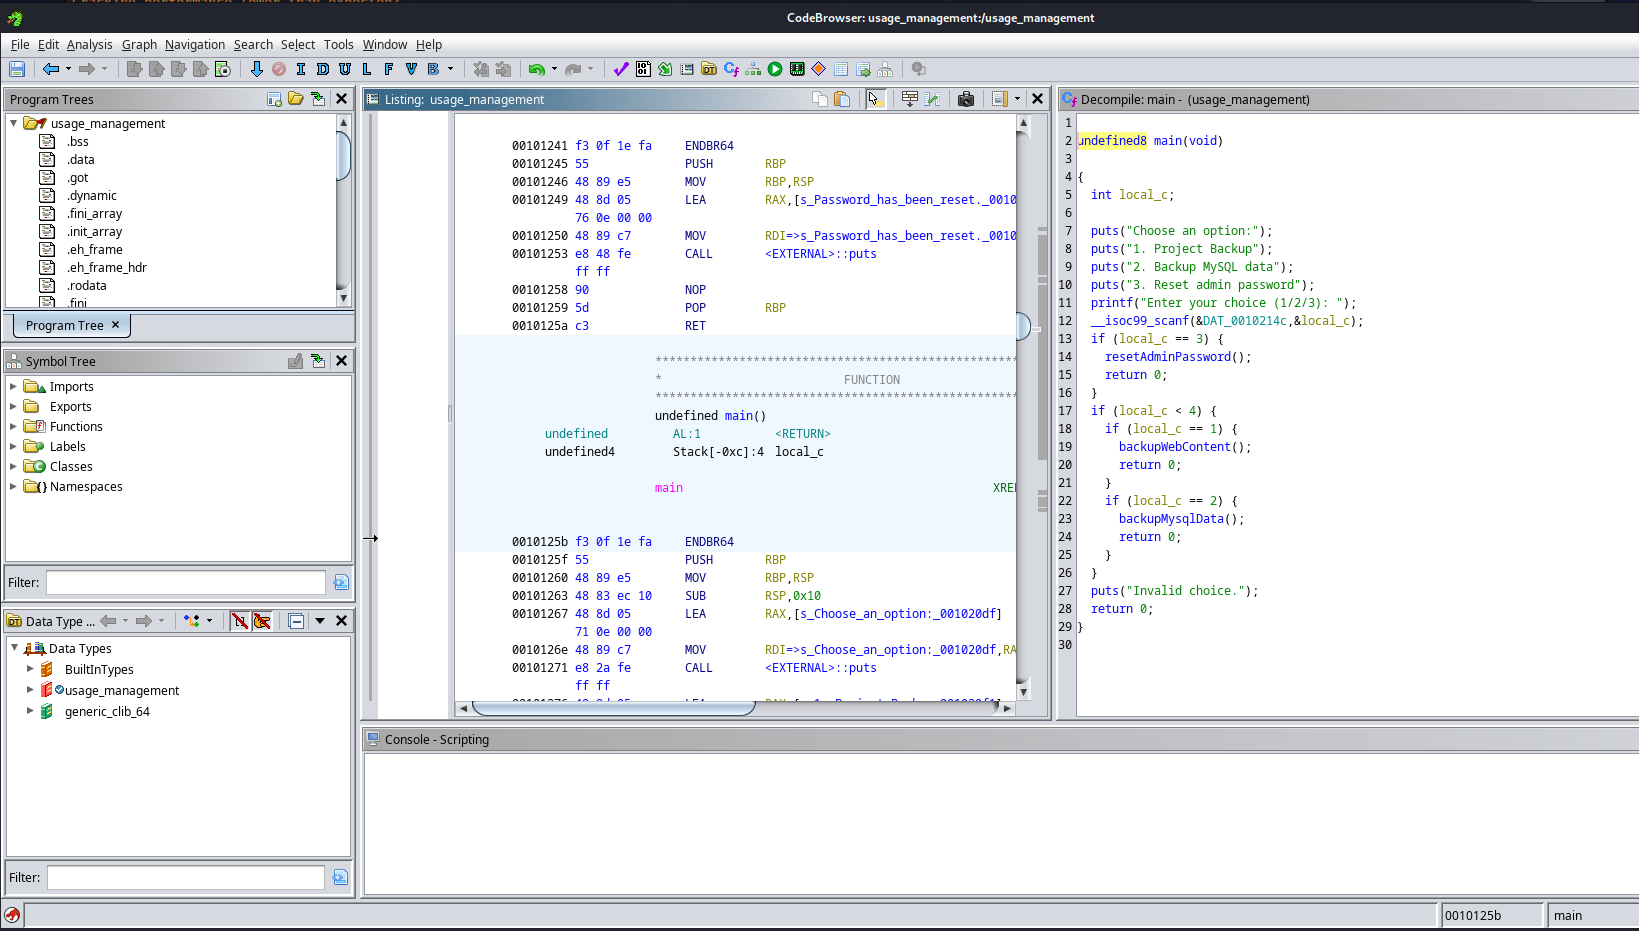 CodeBrowser: usage_management:/usage_management
File Edit Analysis Graph Navigation Search Select Tools Window Help
I D U L F V B
Program Trees
usage_management
.bss
.data
.got
.dynamic
.fini_array
.init_array
.eh_frame
.eh_frame_hdr
.rodata
.fini
Program Tree
Symbol Tree
Imports
Exports
Functions
Labels
Classes
Namespaces
Filter:
Data Type ...
Data Types
BuiltInTypes
usage_management
generic_clib_64
Filter:
Listing: usage_management
00101241 f3 0f 1e fa ENDBR64
00101245 55 PUSH RBP
00101246 48 89 e5 MOV RBP,RSP
00101249 48 8d 05 LEA RAX,[s_Password_has_been_reset._0010
76 0e 00 00
00101250 48 89 c7 MOV RDI=>s_Password_has_been_reset._0010
00101253 e8 48 fe CALL <EXTERNAL>::puts
ff ff
00101258 90 NOP
00101259 5d POP RBP
0010125a c3 RET
* FUNCTION
undefined main()
undefined AL:1 <RETURN>
undefined4 Stack[-0xc]:4 local_c
main
0010125b f3 0f 1e fa ENDBR64
0010125f 55 PUSH RBP
00101260 48 89 e5 MOV RBP,RSP
00101263 48 83 ec 10 SUB RSP,0x10
00101267 48 8d 05 LEA RAX,[s_Choose_an_option:_001020df]
71 0e 00 00
0010126e 48 89 c7 MOV RDI=>s_Choose_an_option:_001020df,RA
00101271 e8 2a fe CALL <EXTERNAL>::puts
ff ff
Decompile: main - (usage_management)
1
2 undefined8 main(void)
3
4 {
5 int local_c;
6
7 puts("Choose an option:");
8 puts("1. Project Backup");
9 puts("2. Backup MySQL data");
10 puts("3. Reset admin password");
11 printf("Enter your choice (1/2/3): ");
12 __isoc99_scanf(&DAT_0010214c,&local_c);
13 if (local_c == 3) {
14 resetAdminPassword();
15 return 0;
16 }
17 if (local_c < 4) {
18 if (local_c == 1) {
19 backupWebContent();
20 return 0;
21 }
22 if (local_c == 2) {
23 backupMysqlData();
24 return 0;
25 }
26 }
27 puts("Invalid choice.");
28 return 0;
29 }
30
Console - Scripting
0010125b main